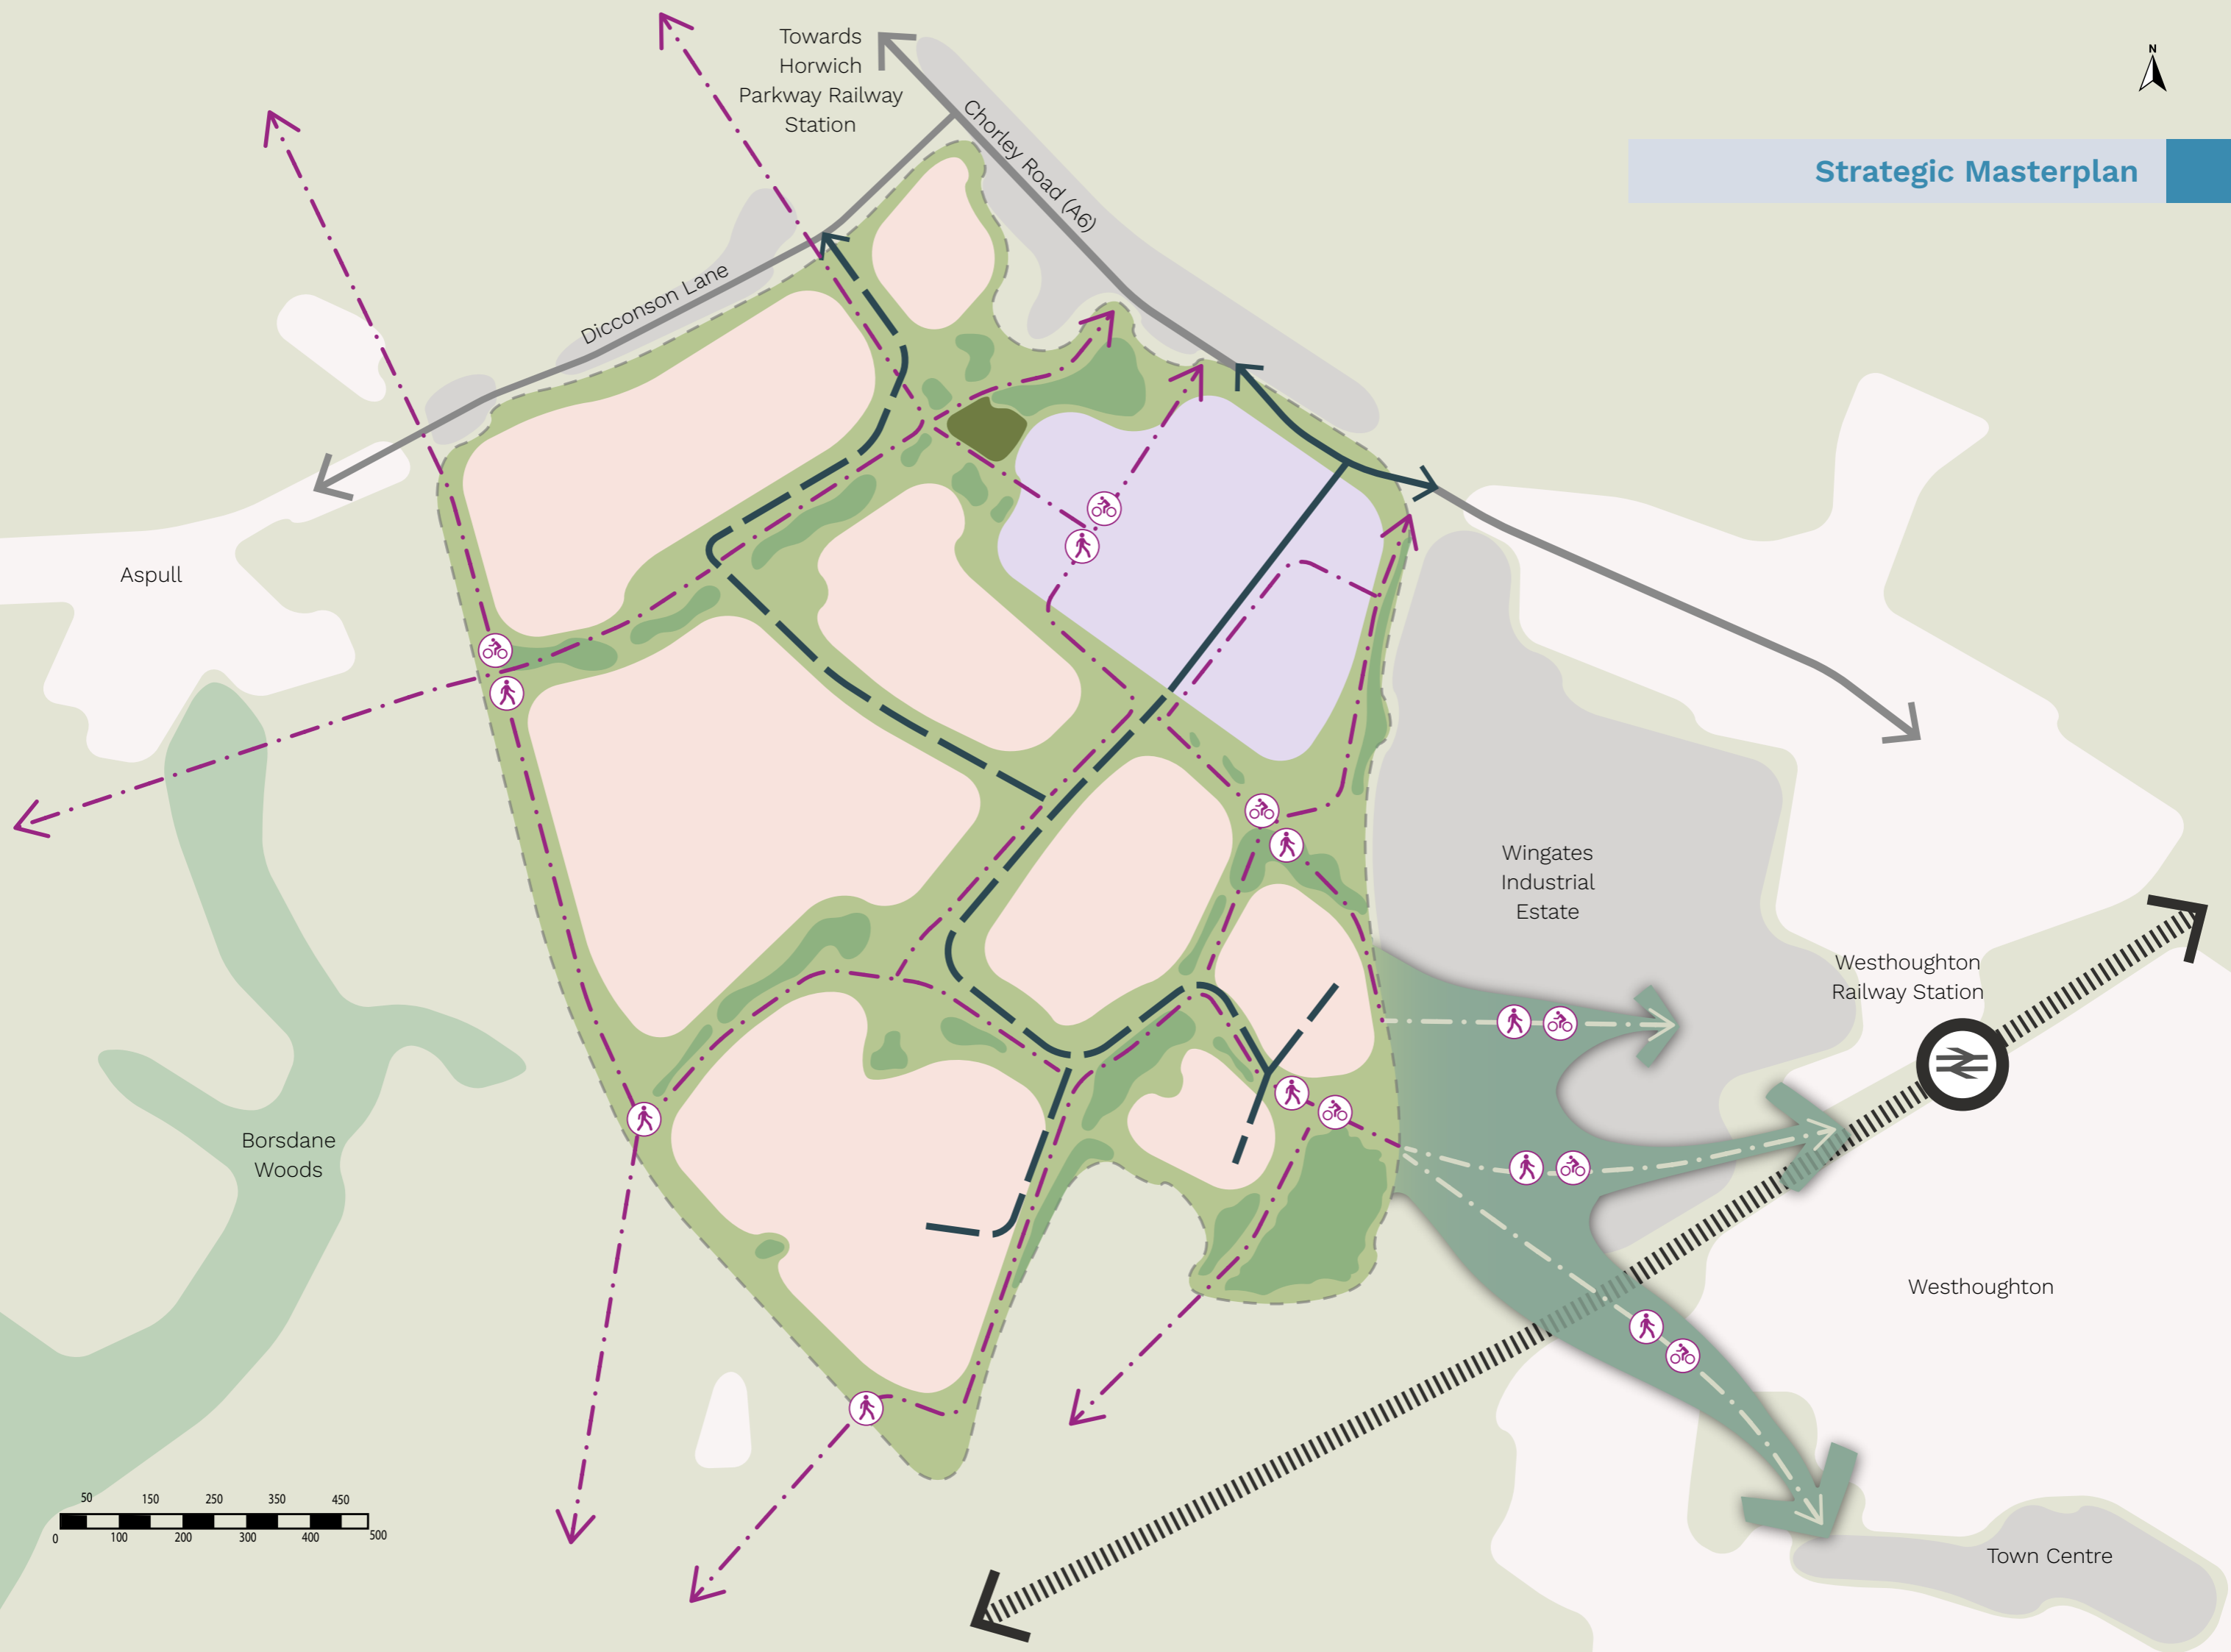 Towards
Horwich
Parkway Railway
Station
Chorley Road (A6)
N
Strategic Masterplan
Dicconson Lane
Aspull
Wingates
Industrial
Estate
Westhoughton
Railway Station
Borsdane
Woods
Westhoughton
50 150 250 350 450
0 100 200 300 400 500
Town Centre